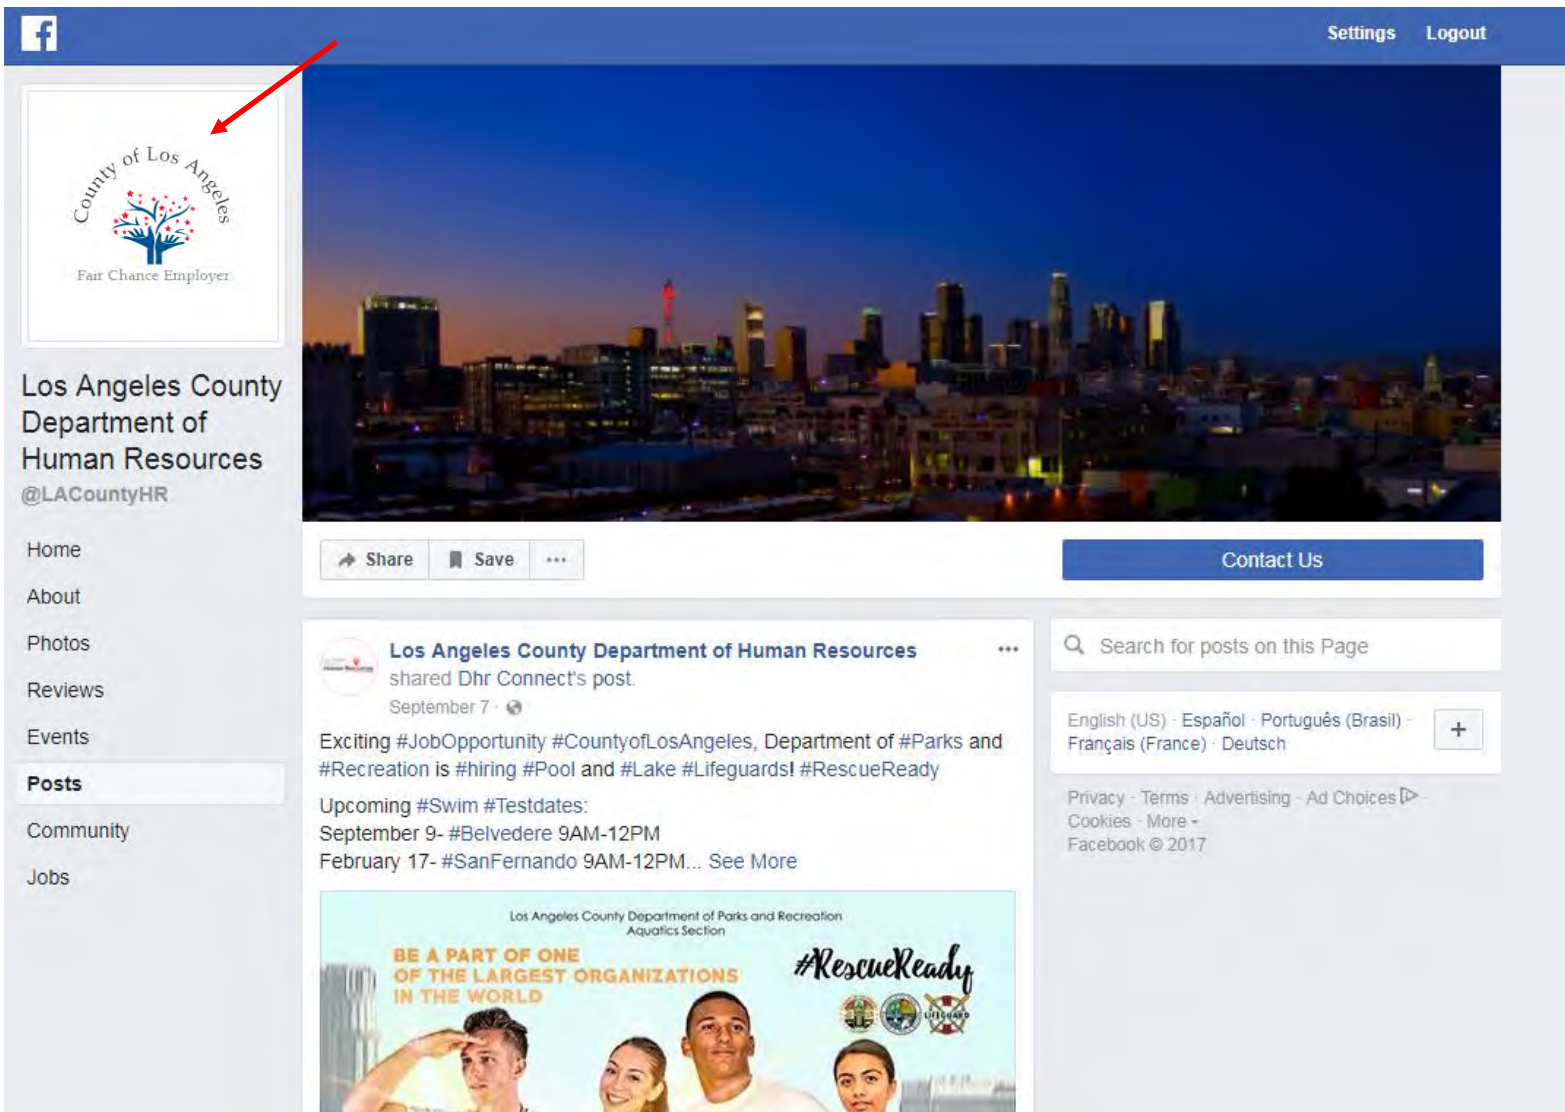 Settings Logout
County of Los Angeles
Fair Chance Employer
Los Angeles County
Department of
Human Resources
@LACountyHR
Home
About
Photos
Reviews
Events
Posts
Community
Jobs
Share Save ...
Contact Us
Los Angeles County Department of Human Resources ...
shared Dhr Connect's post.
September 7 ·
Exciting #JobOpportunity #CountyofLosAngeles, Department of #Parks and
#Recreation is #hiring #Pool and #Lake #Lifeguards! #RescueReady
Upcoming #Swim #Testdates:
September 9- #Belvedere 9AM-12PM
February 17- #SanFernando 9AM-12PM... See More
Los Angeles County Department of Parks and Recreation
Aquatics Section
BE A PART OF ONE
OF THE LARGEST ORGANIZATIONS
IN THE WORLD
#RescueReady
LIFEGUARD
Search for posts on this Page
English (US) · Español · Português (Brasil) ·
Français (France) · Deutsch
+
Privacy · Terms · Advertising · Ad Choices ·
Cookies · More
Facebook © 2017